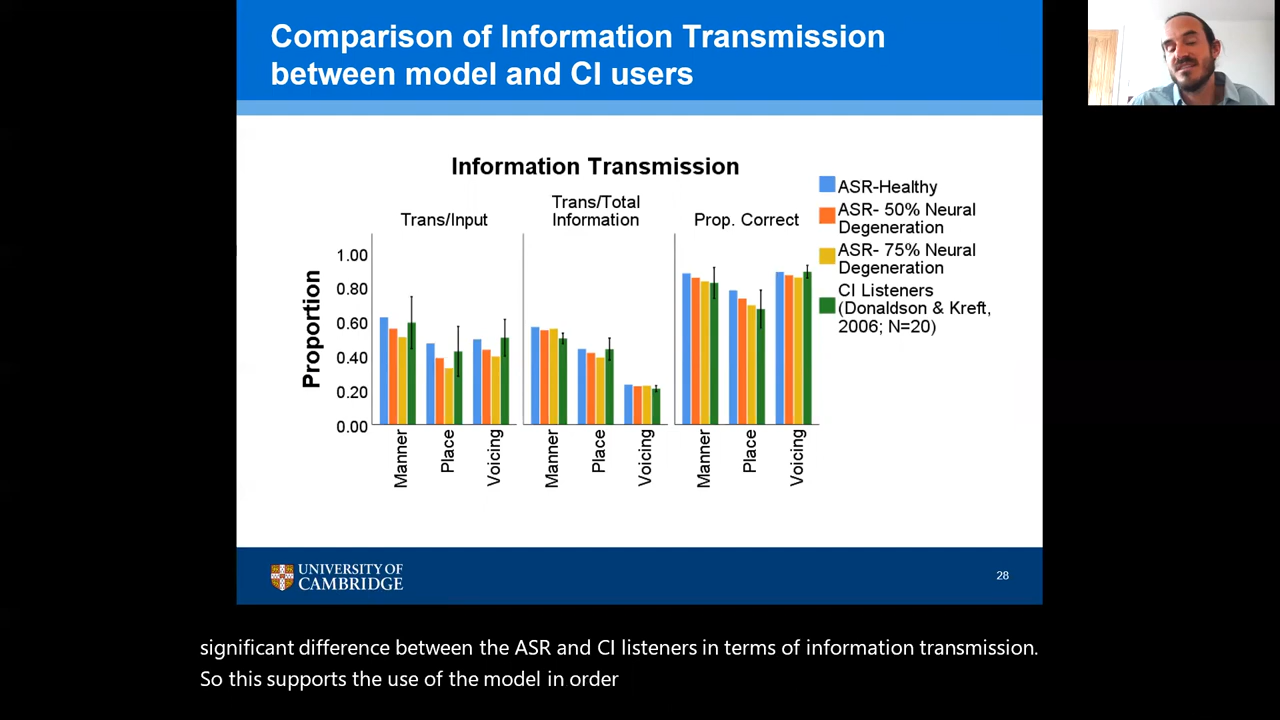 Comparison of Information Transmission
between model and CI users
Information Transmission
Trans/Input
Trans/Total
Information
Prop. Correct
Proportion
1.00
0.80
0.60
0.40
0.20
0.00
Manner
Place
Voicing
Manner
Place
Voicing
Manner
Place
Voicing
ASR-Healthy
ASR- 50% Neural
Degeneration
ASR- 75% Neural
Degeneration
CI Listeners
(Donaldson & Kreft,
2006; N=20)
UNIVERSITY OF
CAMBRIDGE
28
significant difference between the ASR and CI listeners in terms of information transmission.
So this supports the use of the model in order